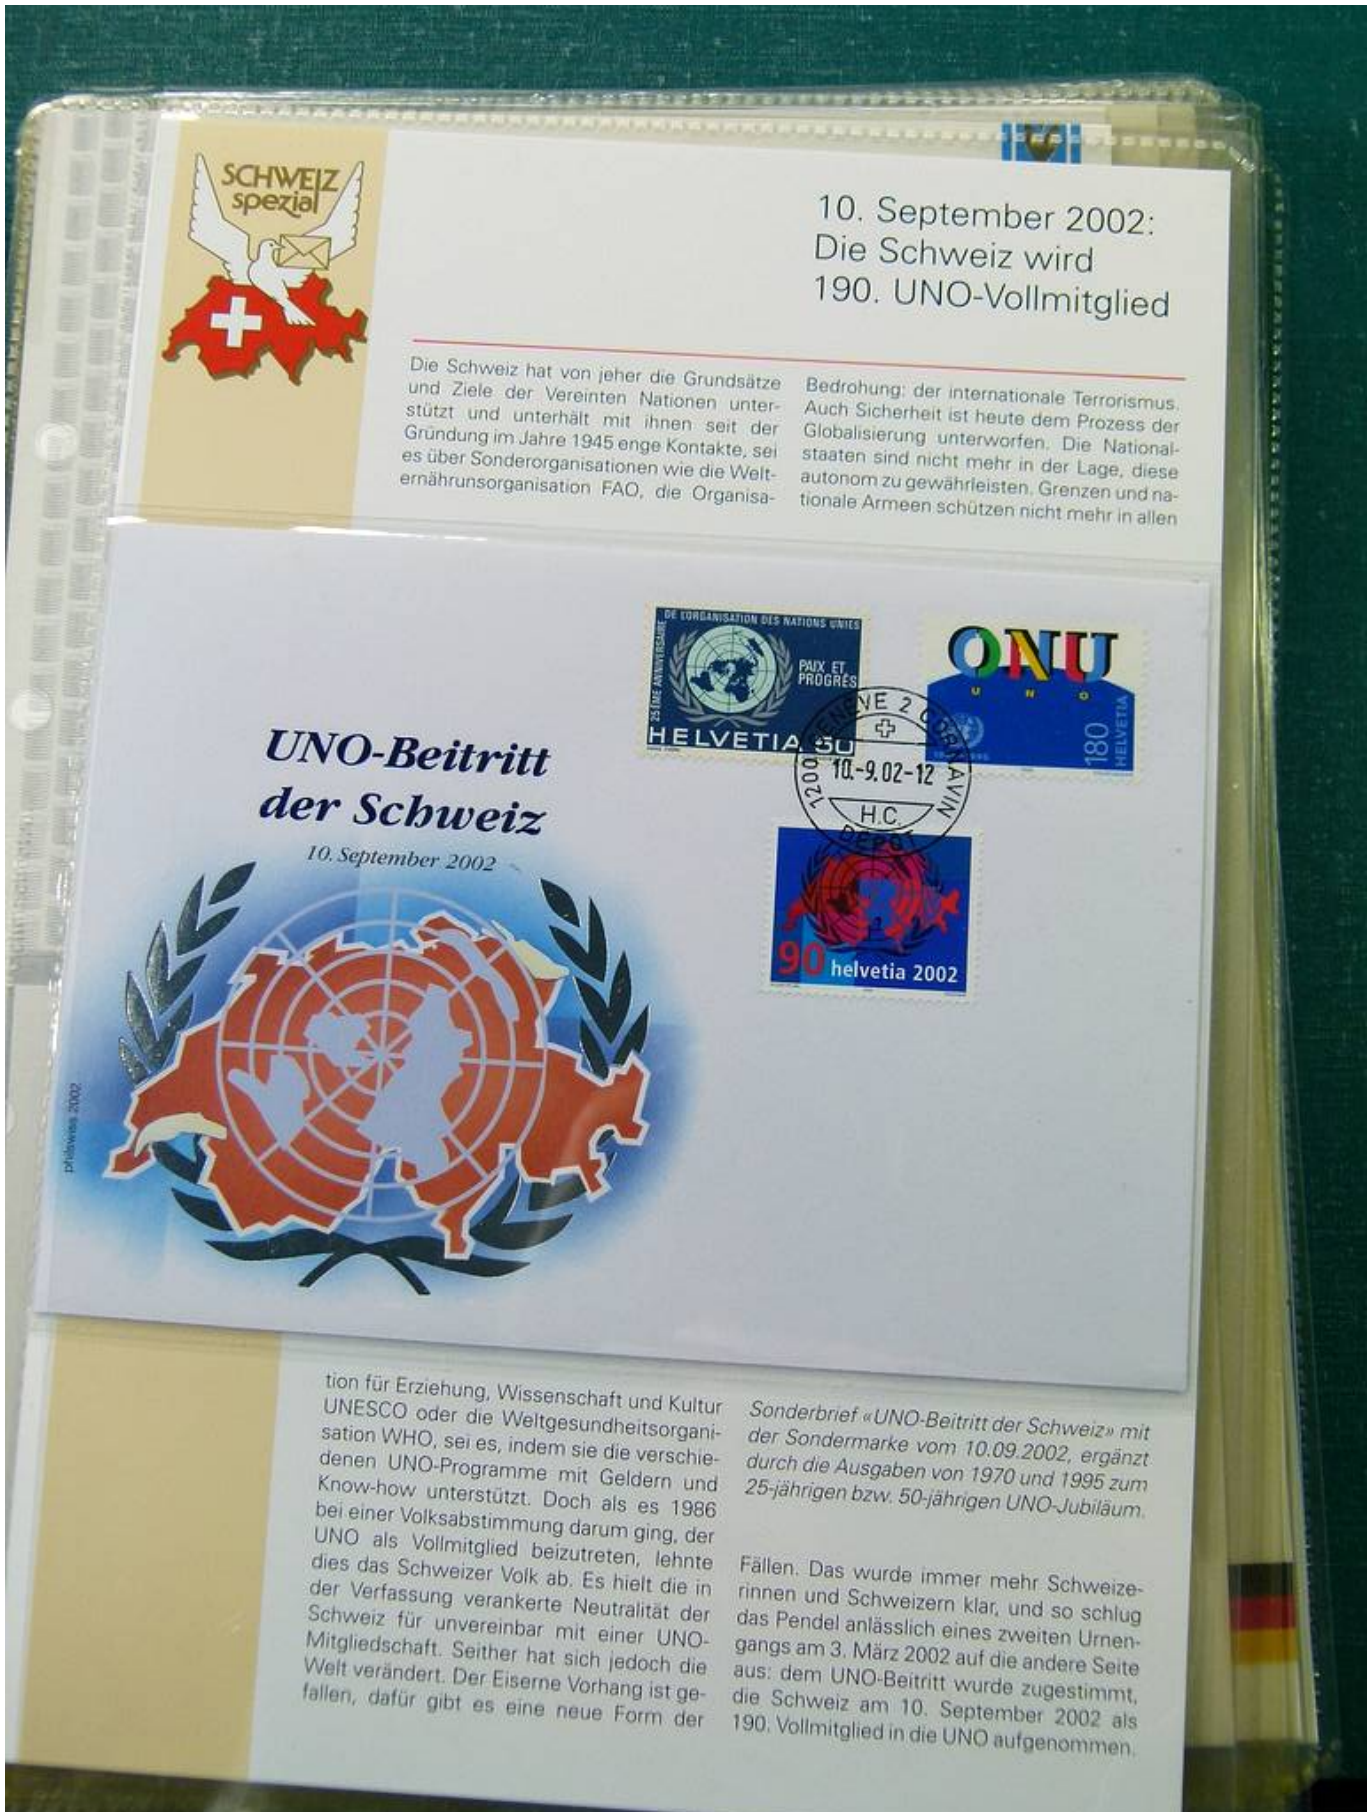 SCHWEIZ
spezial
10. September 2002:
Die Schweiz wird
190. UNO-Vollmitglied
Die Schweiz hat von jeher die Grundsätze
und Ziele der Vereinten Nationen unter-
stützt und unterhält mit ihnen seit der
Gründung im Jahre 1945 enge Kontakte, sei
es über Sonderorganisationen wie die Welt-
ernährunsorganisation FAO, die Organisa-
Bedrohung: der internationale Terrorismus.
Auch Sicherheit ist heute dem Prozess der
Globalisierung unterworfen. Die National-
staaten sind nicht mehr in der Lage, diese
autonom zu gewährleisten. Grenzen und na-
tionale Armeen schützen nicht mehr in allen
25ÈME ANNIVERSAIRE
DE L'ORGANISATION DES NATIONS UNIES
PAIX ET
PROGRÈS
HELVETIA 50
ONU
U N O
180
HELVETIA
1200 GENÈVE 2 CORNAVIN
10.-9.02-12
H.C.
DÉPÔT
90 helvetia 2002
UNO-Beitritt
der Schweiz
10. September 2002
philswiss 2002
tion für Erziehung, Wissenschaft und Kultur
UNESCO oder die Weltgesundheitsorgani-
sation WHO, sei es, indem sie die verschie-
denen UNO-Programme mit Geldern und
Know-how unterstützt. Doch als es 1986
bei einer Volksabstimmung darum ging, der
UNO als Vollmitglied beizutreten, lehnte
dies das Schweizer Volk ab. Es hielt die in
der Verfassung verankerte Neutralität der
Schweiz für unvereinbar mit einer UNO-
Mitgliedschaft. Seither hat sich jedoch die
Welt verändert. Der Eiserne Vorhang ist ge-
fallen, dafür gibt es eine neue Form der
Sonderbrief «UNO-Beitritt der Schweiz» mit
der Sondermarke vom 10.09.2002, ergänzt
durch die Ausgaben von 1970 und 1995 zum
25-jährigen bzw. 50-jährigen UNO-Jubiläum.
Fällen. Das wurde immer mehr Schweize-
rinnen und Schweizern klar, und so schlug
das Pendel anlässlich eines zweiten Urnen-
gangs am 3. März 2002 auf die andere Seite
aus: dem UNO-Beitritt wurde zugestimmt,
die Schweiz am 10. September 2002 als
190. Vollmitglied in die UNO aufgenommen.